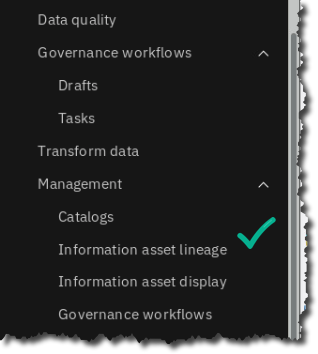 Data quality
Governance workflows
Drafts
Tasks
Transform data
Management
Catalogs
Information asset lineage
Information asset display
Governance workflows